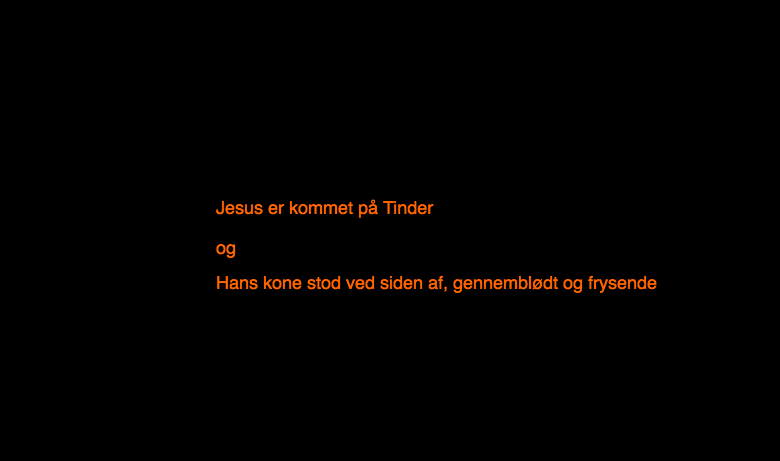 Jesus er kommet på Tinder
og
Hans kone stod ved siden af, gennemblødt og frysende